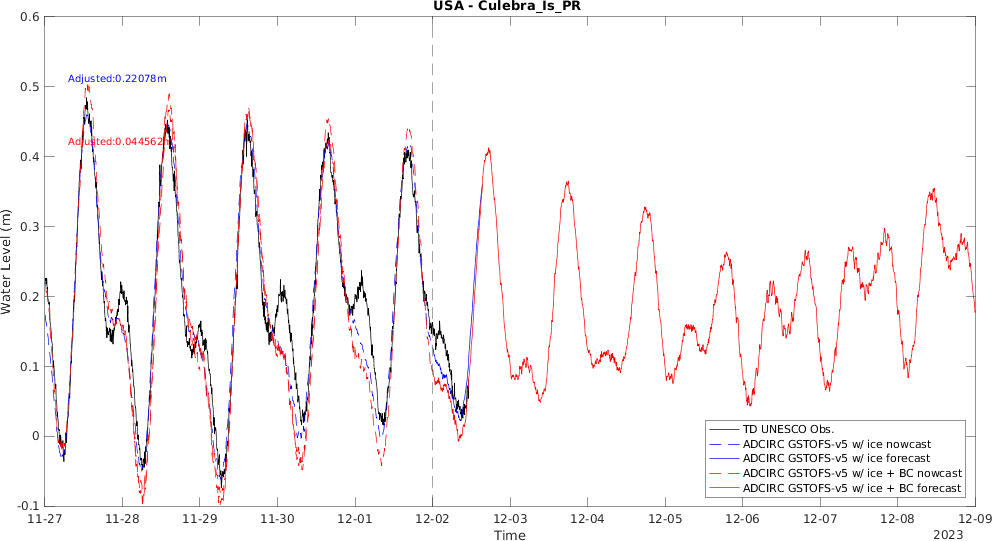 USA - Culebra_Is_PR
0.6
0.5
0.4
0.3
0.2
0.1
0
-0.1
Water Level (m)
Adjusted:0.22078m
Adjusted:0.044562m
TD UNESCO Obs.
ADCIRC GSTOFS-v5 w/ ice nowcast
ADCIRC GSTOFS-v5 w/ ice forecast
ADCIRC GSTOFS-v5 w/ ice + BC nowcast
ADCIRC GSTOFS-v5 w/ ice + BC forecast
11-27 11-28 11-29 11-30 12-01 12-02 12-03 12-04 12-05 12-06 12-07 12-08 12-09
Time
2023